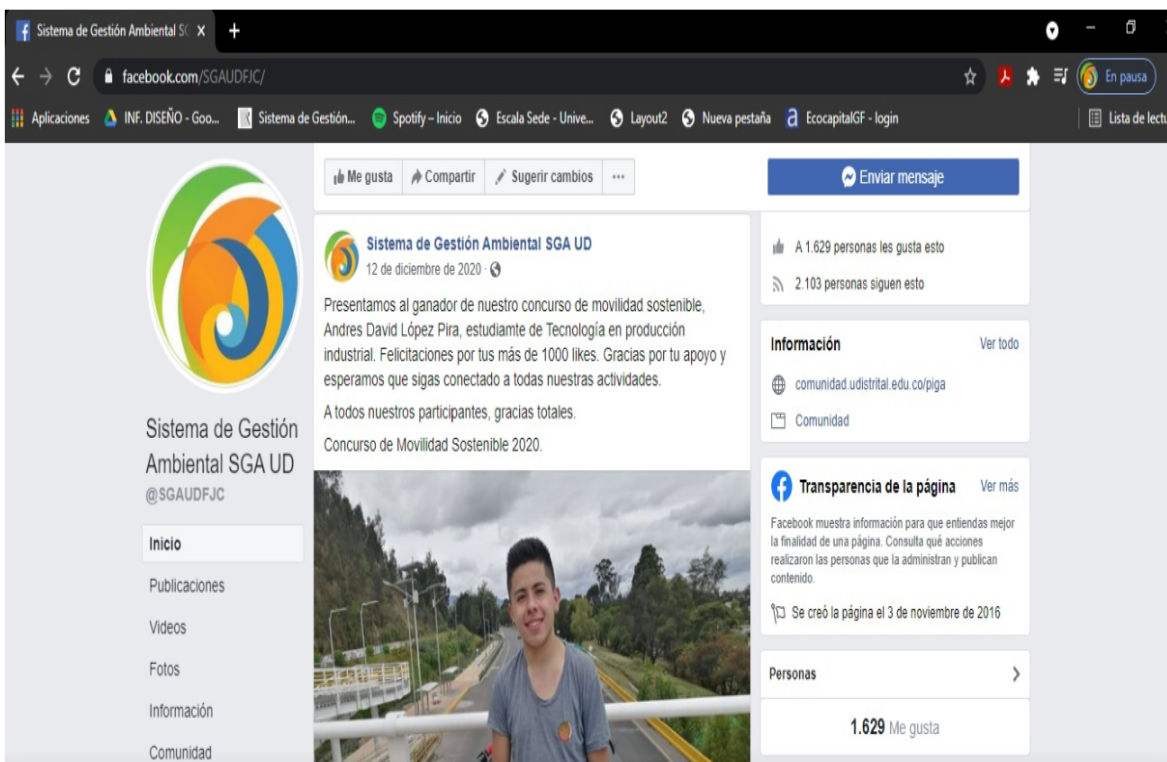 Sistema de Gestión Ambiental SG
facebook.com/SGAUDFJC/
En pausa
Aplicaciones
INF. DISEÑO - Goo...
Sistema de Gestión...
Spotify – Inicio
Escala Sede - Unive...
Layout2
Nueva pestaña
EcocapitalGF - login
Lista de lectu
Sistema de Gestión
Ambiental SGA UD
@SGAUDFJC
Inicio
Publicaciones
Videos
Fotos
Información
Comunidad
Me gusta
Compartir
Sugerir cambios
Sistema de Gestión Ambiental SGA UD
12 de diciembre de 2020 ·
Presentamos al ganador de nuestro concurso de movilidad sostenible,
Andres David López Pira, estudiamte de Tecnología en producción
industrial. Felicitaciones por tus más de 1000 likes. Gracias por tu apoyo y
esperamos que sigas conectado a todas nuestras actividades.
A todos nuestros participantes, gracias totales.
Concurso de Movilidad Sostenible 2020.
Enviar mensaje
A 1.629 personas les gusta esto
2.103 personas siguen esto
Información
Ver todo
comunidad.udistrital.edu.co/piga
Comunidad
Transparencia de la página
Ver más
Facebook muestra información para que entiendas mejor
la finalidad de una página. Consulta qué acciones
realizaron las personas que la administran y publican
contenido.
Se creó la página el 3 de noviembre de 2016
Personas
1.629 Me gusta